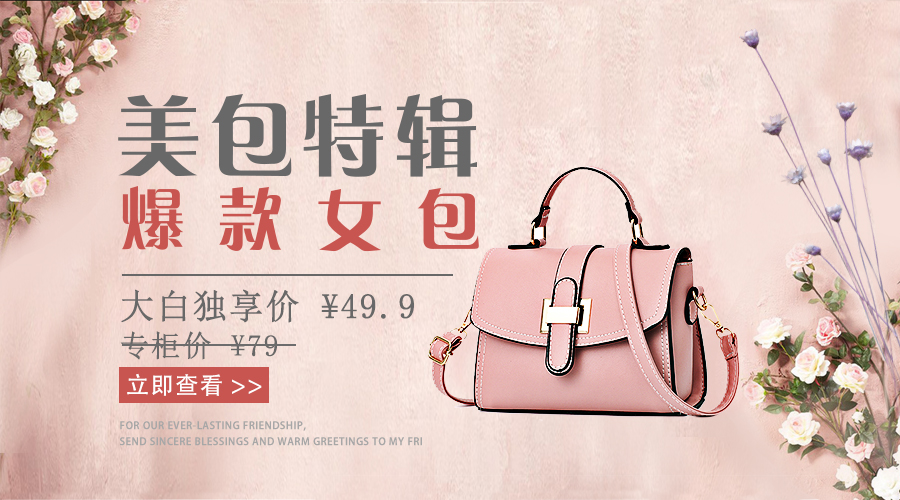 美包特辑
爆款女包
大白独享价 ¥49.9
专柜价 ¥79
立即查看 >>
FOR OUR EVER-LASTING FRIENDSHIP,
SEND SINCERE BLESSINGS AND WARM GREETINGS TO MY FRI